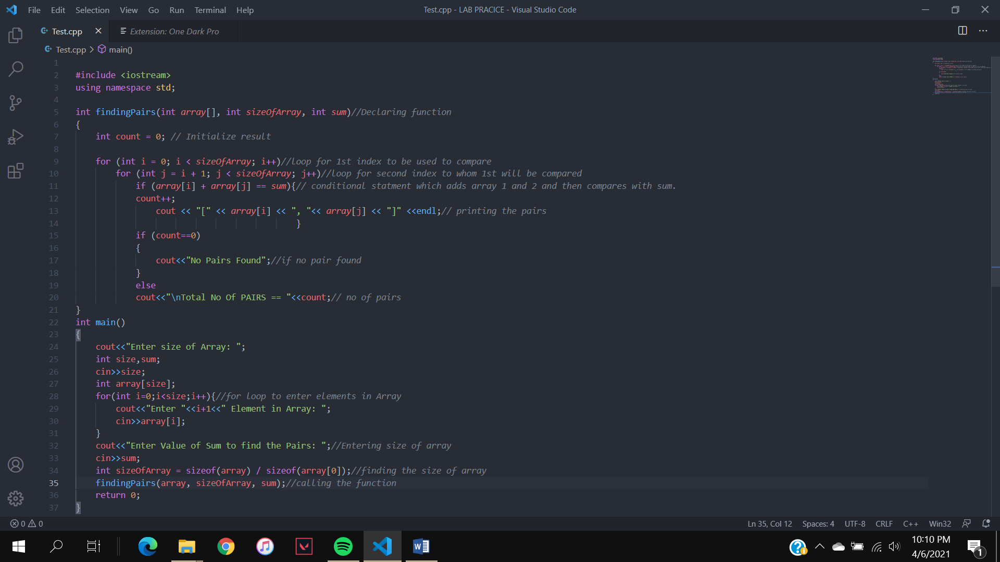 File Edit Selection View Go Run Terminal Help
Test.cpp - LAB PRACICE - Visual Studio Code
Test.cpp
Extension: One Dark Pro
Test.cpp > main()
1
2 #include <iostream>
3 using namespace std;
4
5 int findingPairs(int array[], int sizeOfArray, int sum)//Declaring function
6 {
7 int count = 0; // Initialize result
8
9 for (int i = 0; i < sizeOfArray; i++)//loop for 1st index to be used to compare
10 for (int j = i + 1; j < sizeOfArray; j++)//loop for second index to whom 1st will be compared
11 if (array[i] + array[j] == sum){// conditional statment which adds array 1 and 2 and then compares with sum.
12 count++;
13 cout << "[" << array[i] << ", "<< array[j] << "]" <<endl;// printing the pairs
14 }
15 if (count==0)
16 {
17 cout<<"No Pairs Found";//if no pair found
18 }
19 else
20 cout<<"\nTotal No Of PAIRS == "<<count;// no of pairs
21 }
22 int main()
23 {
24 cout<<"Enter size of Array: ";
25 int size,sum;
26 cin>>size;
27 int array[size];
28 for(int i=0;i<size;i++){//for loop to enter elements in Array
29 cout<<"Enter "<<i+1<<" Element in Array: ";
30 cin>>array[i];
31 }
32 cout<<"Enter Value of Sum to find the Pairs: ";//Entering size of array
33 cin>>sum;
34 int sizeOfArray = sizeof(array) / sizeof(array[0]);//finding the size of array
35 findingPairs(array, sizeOfArray, sum);//calling the function
36 return 0;
37 }
0 0
Ln 35, Col 12 Spaces: 4 UTF-8 CRLF C++ Win32
10:10 PM
4/6/2021
1